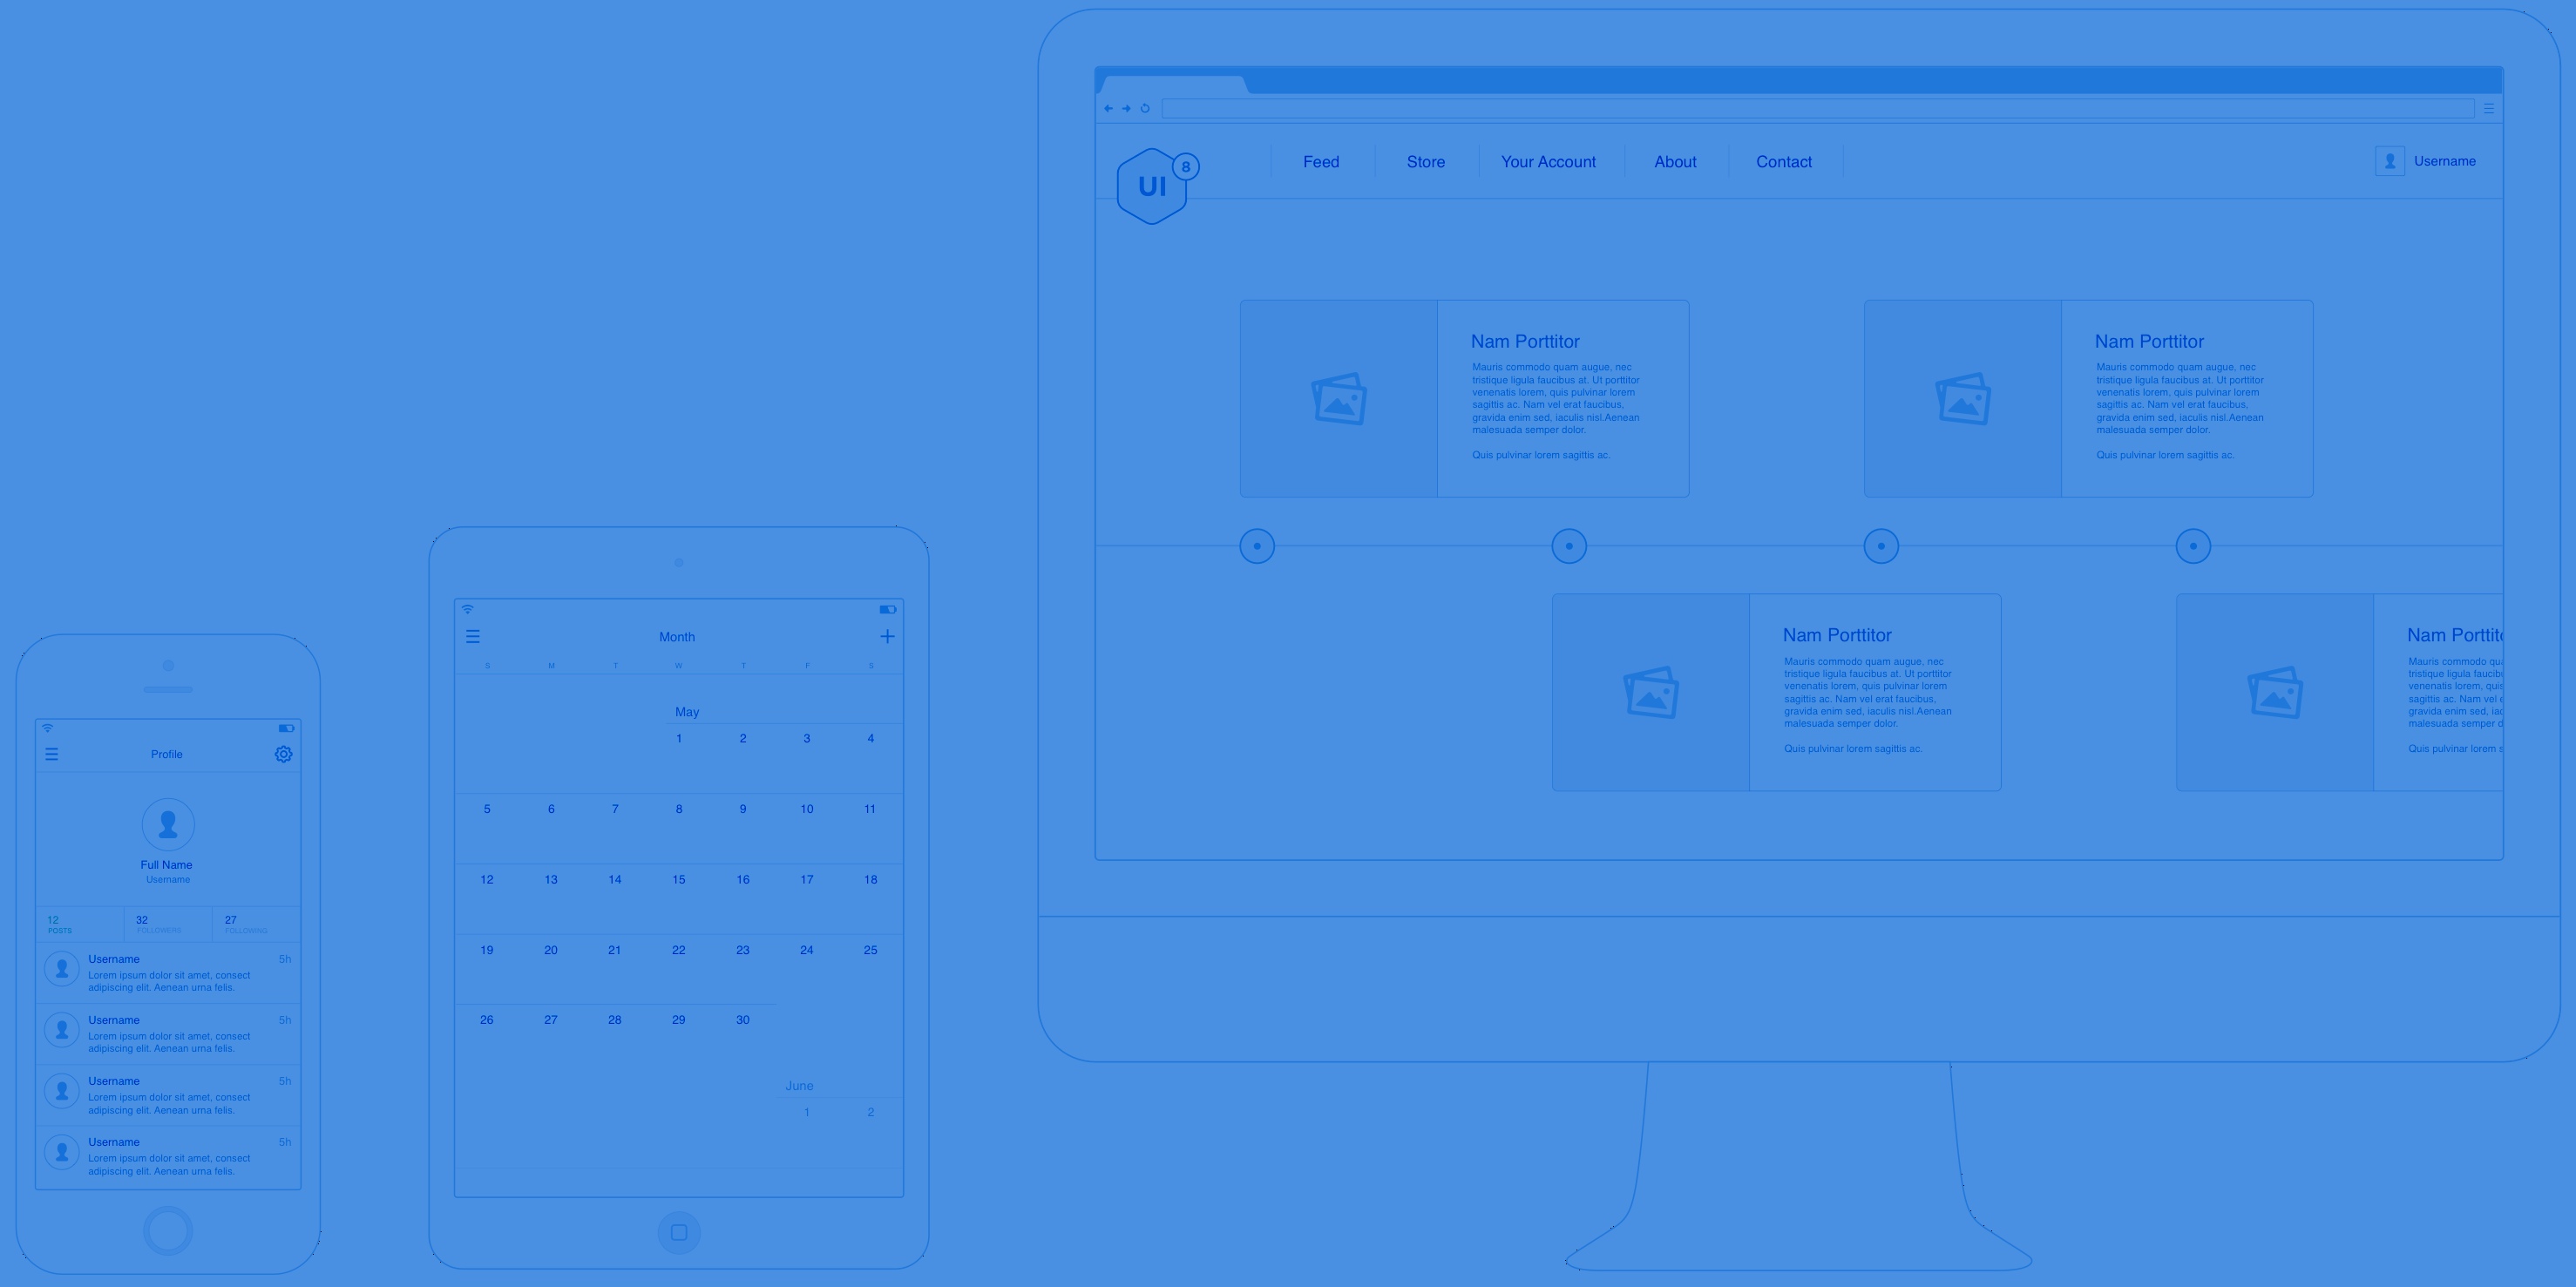 Profile
Full Name
Username
12 32 27
POSTS FOLLOWERS FOLLOWING
Username 5h
Lorem ipsum dolor sit amet, consect
adipiscing elit. Aenean urna felis.
Username 5h
Lorem ipsum dolor sit amet, consect
adipiscing elit. Aenean urna felis.
Username 5h
Lorem ipsum dolor sit amet, consect
adipiscing elit. Aenean urna felis.
Username 5h
Lorem ipsum dolor sit amet, consect
adipiscing elit. Aenean urna felis.
Month
S M T W T F S
May
1 2 3 4
5 6 7 8 9 10 11
12 13 14 15 16 17 18
19 20 21 22 23 24 25
26 27 28 29 30
June
1 2
UI 8
Feed Store Your Account About Contact Username
Nam Porttitor
Mauris commodo quam augue, nec
tristique ligula faucibus at. Ut porttitor
venenatis lorem, quis pulvinar lorem
sagittis ac. Nam vel erat faucibus,
gravida enim sed, iaculis nisl.Aenean
malesuada semper dolor.
Quis pulvinar lorem sagittis ac.
Nam Porttitor
Mauris commodo quam augue, nec
tristique ligula faucibus at. Ut porttitor
venenatis lorem, quis pulvinar lorem
sagittis ac. Nam vel erat faucibus,
gravida enim sed, iaculis nisl.Aenean
malesuada semper dolor.
Quis pulvinar lorem sagittis ac.
Nam Porttitor
Mauris commodo quam augue, nec
tristique ligula faucibus at. Ut porttitor
venenatis lorem, quis pulvinar lorem
sagittis ac. Nam vel erat faucibus,
gravida enim sed, iaculis nisl.Aenean
malesuada semper dolor.
Quis pulvinar lorem sagittis ac.
Nam Porttit
Mauris commodo qu
tristique ligula faucib
venenatis lorem, quis
sagittis ac. Nam vel e
gravida enim sed, iac
malesuada semper d
Quis pulvinar lorem s